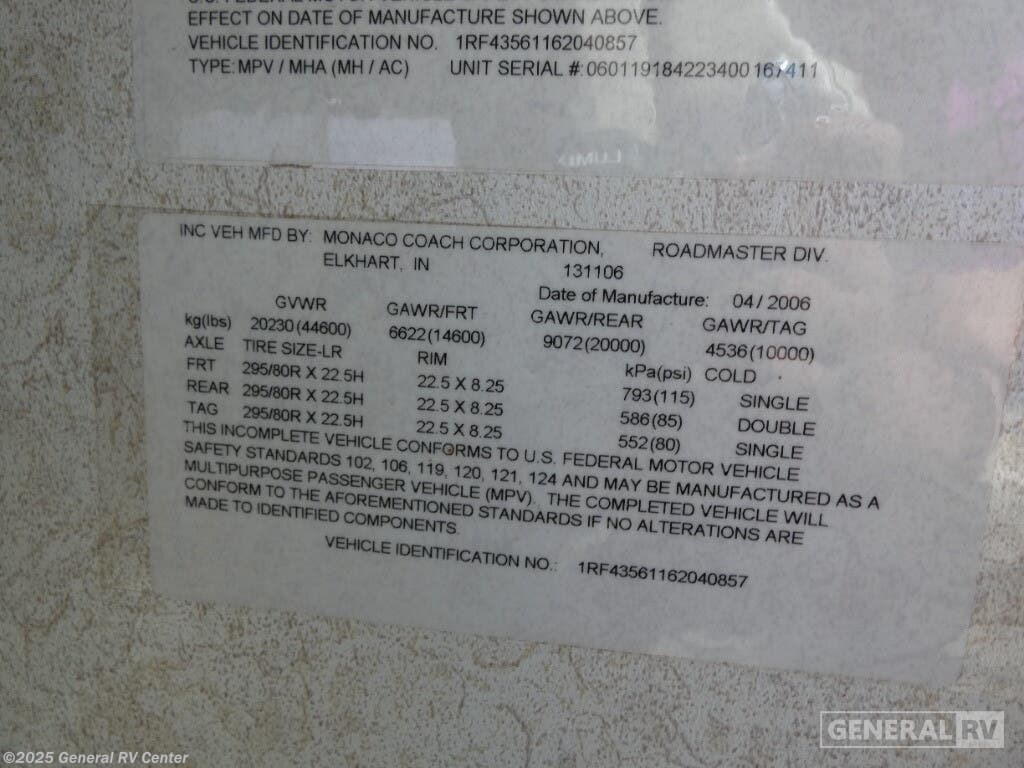 EFFECT ON DATE OF MANUFACTURE SHOWN ABOVE.
VEHICLE IDENTIFICATION NO. 1RF43561162040857
TYPE: MPV / MHA (MH / AC) UNIT SERIAL #: 060119184223400167411
INC VEH MFD BY: MONACO COACH CORPORATION, ROADMASTER DIV.
ELKHART, IN 131106
Date of Manufacture: 04 / 2006
GVWR GAWR/FRT GAWR/REAR GAWR/TAG
kg(lbs) 20230 (44600) 6622 (14600) 9072 (20000) 4536 (10000)
AXLE TIRE SIZE-LR RIM kPa(psi) COLD
FRT 295/80R X 22.5H 22.5 X 8.25 793 (115) SINGLE
REAR 295/80R X 22.5H 22.5 X 8.25 586 (85) DOUBLE
TAG 295/80R X 22.5H 22.5 X 8.25 552 (80) SINGLE
THIS INCOMPLETE VEHICLE CONFORMS TO U.S. FEDERAL MOTOR VEHICLE
SAFETY STANDARDS 102, 106, 119, 120, 121, 124 AND MAY BE MANUFACTURED AS A
MULTIPURPOSE PASSENGER VEHICLE (MPV). THE COMPLETED VEHICLE WILL
CONFORM TO THE AFOREMENTIONED STANDARDS IF NO ALTERATIONS ARE
MADE TO IDENTIFIED COMPONENTS.
VEHICLE IDENTIFICATION NO.: 1RF43561162040857
GENERAL RV
©2025 General RV Center